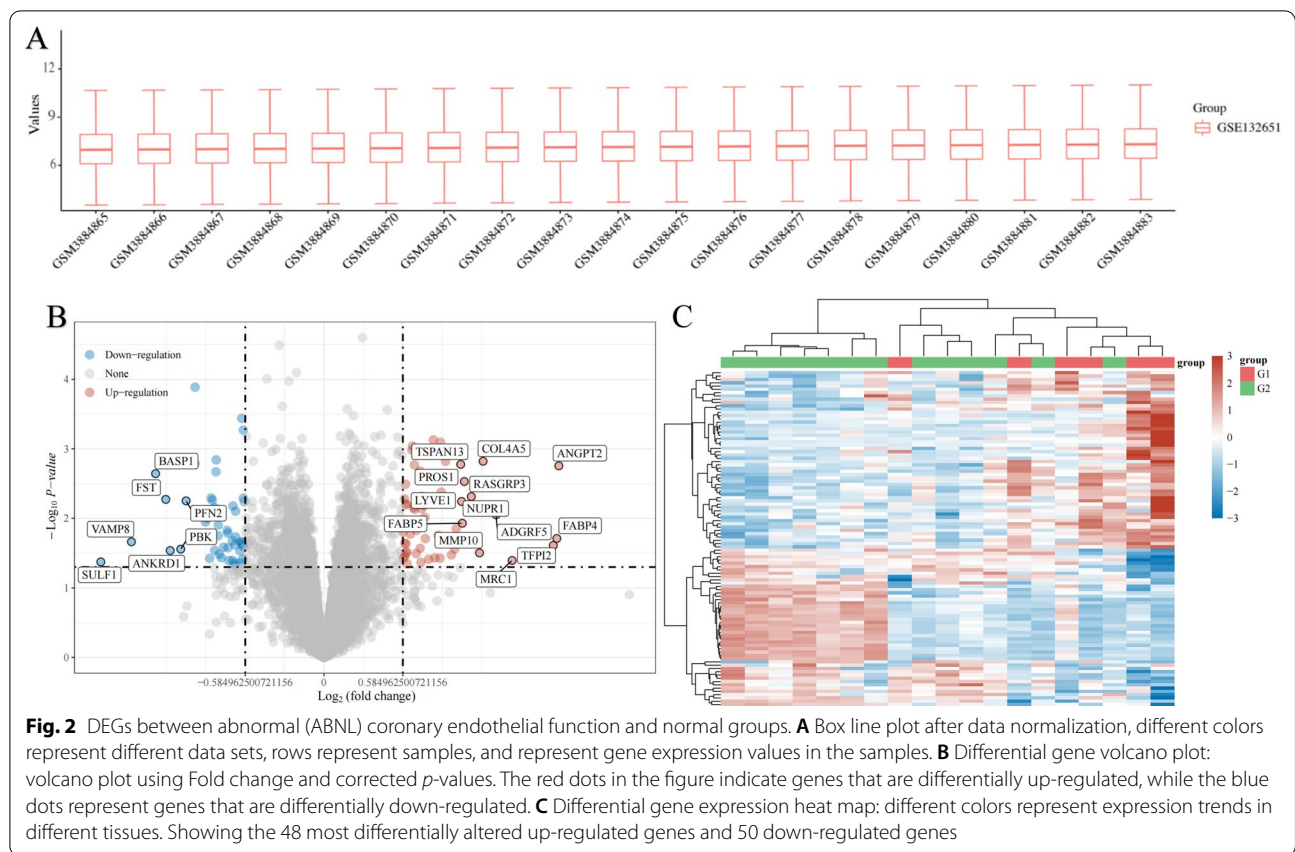 A
Values
12
9
6
GSM3884865
GSM3884866
GSM3884867
GSM3884868
GSM3884869
GSM3884870
GSM3884871
GSM3884872
GSM3884873
GSM3884874
GSM3884875
GSM3884876
GSM3884877
GSM3884878
GSM3884879
GSM3884880
GSM3884881
GSM3884882
GSM3884883
Group
GSE132651
B
Down−regulation
None
Up−regulation
−Log10 P−value
4
3
2
1
0
BASP1
FST
PFN2
VAMP8
PBK
ANKRD1
SULF1
TSPAN13
COL4A5
ANGPT2
PROS1
RASGRP3
LYVE1
NUPR1
FABP5
ADGRF5
FABP4
MMP10
TFPI2
MRC1
−0.584962500721156
0
0.584962500721156
Log2 (fold change)
C
group
3
2
1
0
−1
−2
−3
group
G1
G2
Fig. 2 DEGs between abnormal (ABNL) coronary endothelial function and normal groups. A Box line plot after data normalization, different colors
represent different data sets, rows represent samples, and represent gene expression values in the samples. B Differential gene volcano plot:
volcano plot using Fold change and corrected p-values. The red dots in the figure indicate genes that are differentially up-regulated, while the blue
dots represent genes that are differentially down-regulated. C Differential gene expression heat map: different colors represent expression trends in
different tissues. Showing the 48 most differentially altered up-regulated genes and 50 down-regulated genes